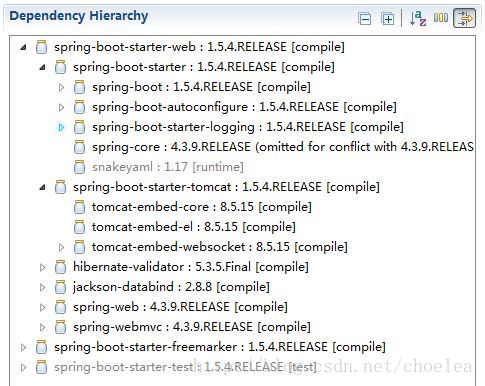 Dependency Hierarchy
spring-boot-starter-web : 1.5.4.RELEASE [compile]
spring-boot-starter : 1.5.4.RELEASE [compile]
spring-boot : 1.5.4.RELEASE [compile]
spring-boot-autoconfigure : 1.5.4.RELEASE [compile]
spring-boot-starter-logging : 1.5.4.RELEASE [compile]
spring-core : 4.3.9.RELEASE (omitted for conflict with 4.3.9.RELEAS
snakeyaml : 1.17 [runtime]
spring-boot-starter-tomcat : 1.5.4.RELEASE [compile]
tomcat-embed-core : 8.5.15 [compile]
tomcat-embed-el : 8.5.15 [compile]
tomcat-embed-websocket : 8.5.15 [compile]
hibernate-validator : 5.3.5.Final [compile]
jackson-databind : 2.8.8 [compile]
spring-web : 4.3.9.RELEASE [compile]
spring-webmvc : 4.3.9.RELEASE [compile]
spring-boot-starter-freemarker : 1.5.4.RELEASE [compile]
spring-boot-starter-test : 1.5.4.RELEASE [test]
http://blog.csdn.net/choelea